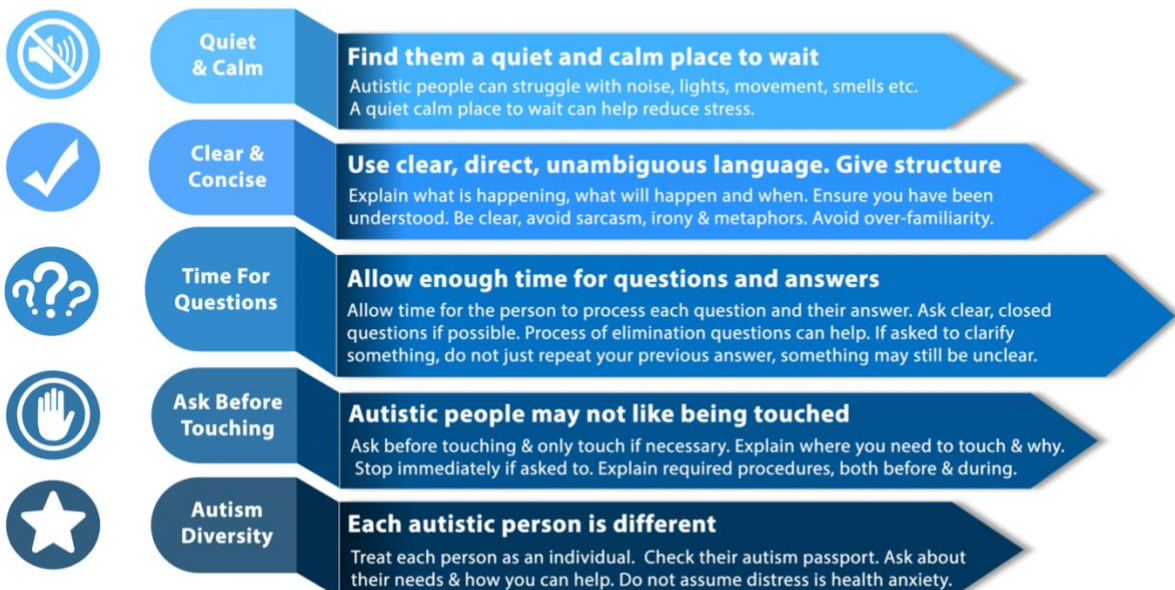 Quiet
& Calm
Find them a quiet and calm place to wait
Autistic people can struggle with noise, lights, movement, smells etc.
A quiet calm place to wait can help reduce stress.
Clear &
Concise
Use clear, direct, unambiguous language. Give structure
Explain what is happening, what will happen and when. Ensure you have been
understood. Be clear, avoid sarcasm, irony & metaphors. Avoid over-familiarity.
Time For
Questions
Allow enough time for questions and answers
Allow time for the person to process each question and their answer. Ask clear, closed
questions if possible. Process of elimination questions can help. If asked to clarify
something, do not just repeat your previous answer, something may still be unclear.
Ask Before
Touching
Autistic people may not like being touched
Ask before touching & only touch if necessary. Explain where you need to touch & why.
Stop immediately if asked to. Explain required procedures, both before & during.
Autism
Diversity
Each autistic person is different
Treat each person as an individual. Check their autism passport. Ask about
their needs & how you can help. Do not assume distress is health anxiety.